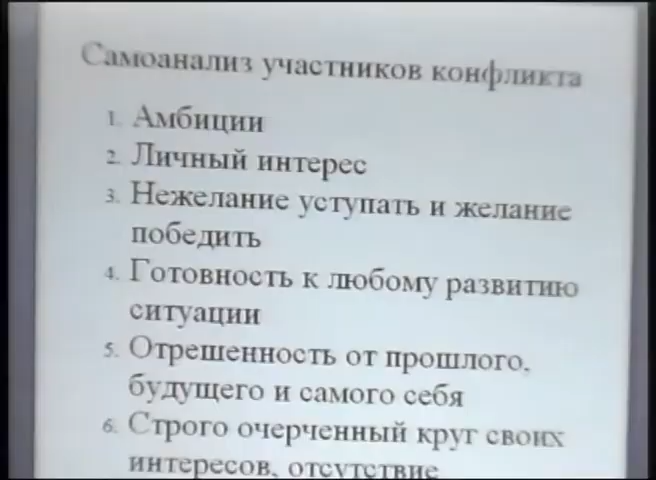 Самоанализ участников конфликта
1. Амбиции
2. Личный интерес
3. Нежелание уступать и желание
победить
4. Готовность к любому развитию
ситуации
5. Отрешенность от прошлого,
будущего и самого себя
6. Строго очерченный круг своих
интересов, отсутствие